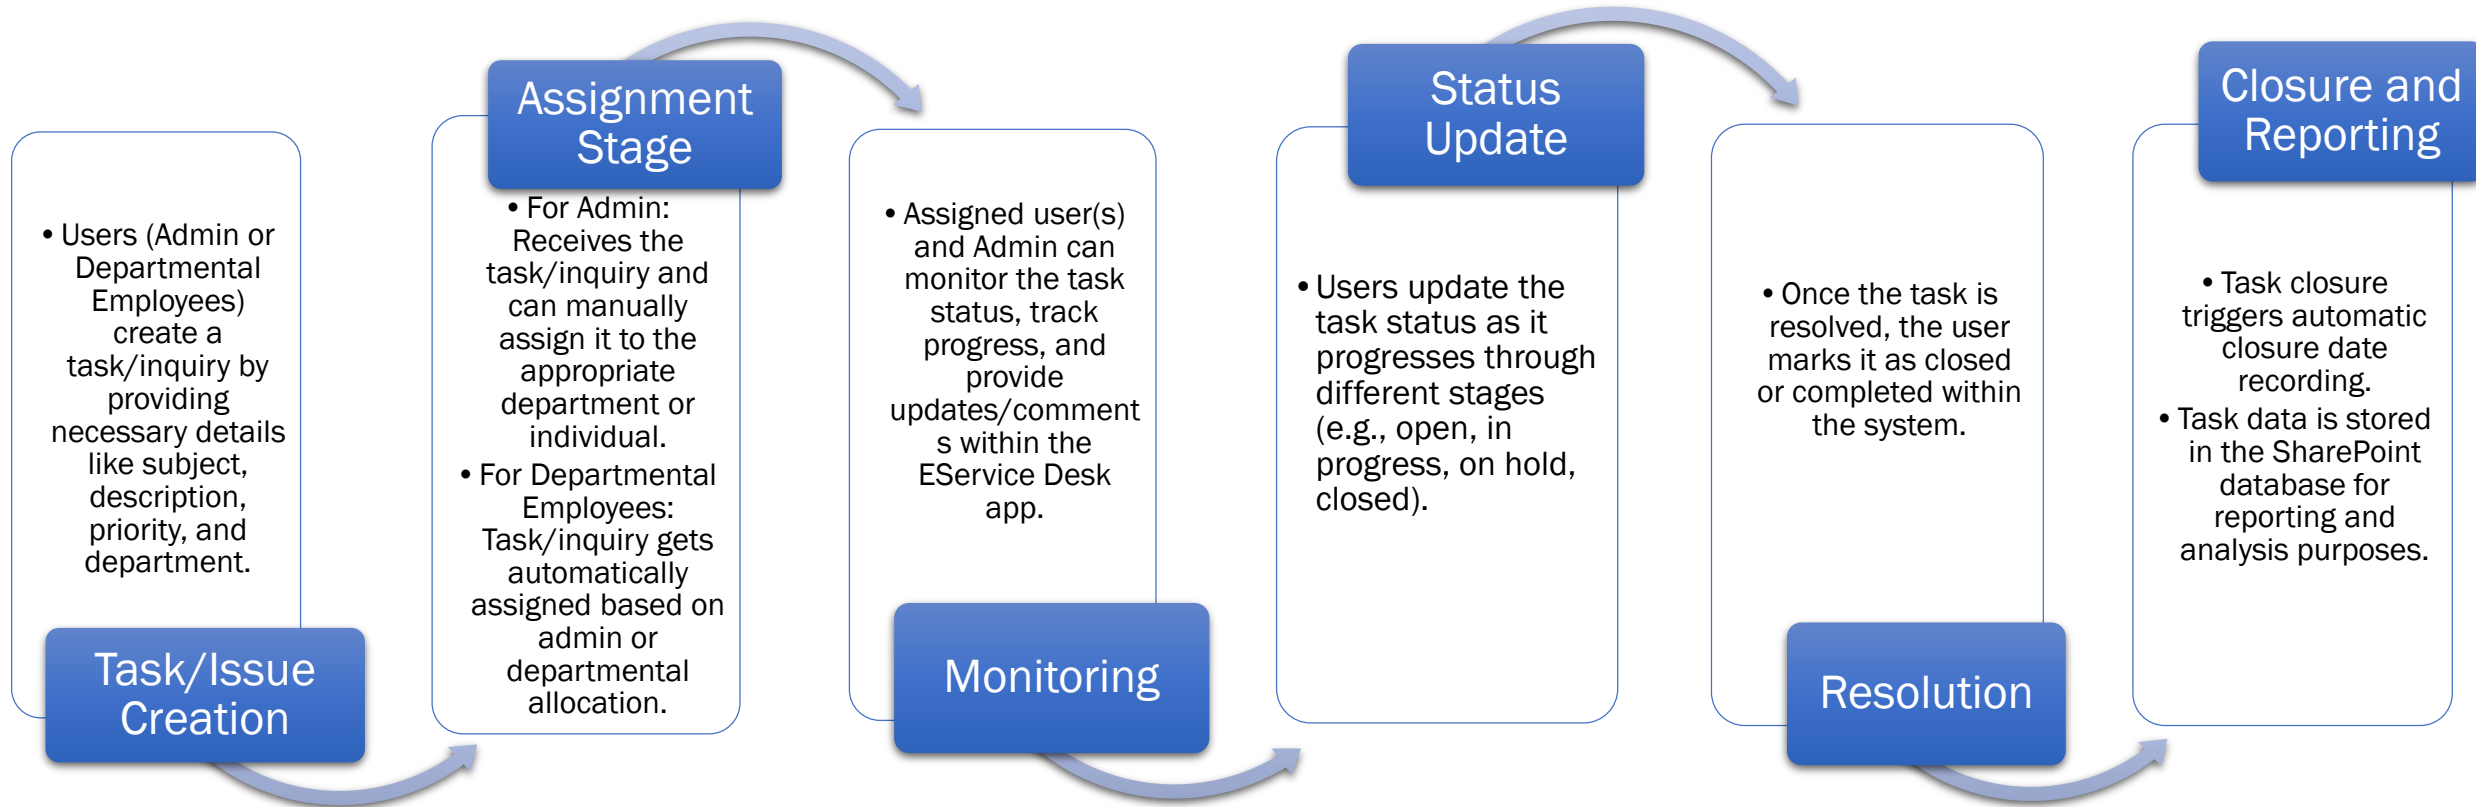 • Users (Admin or
Departmental
Employees)
create a
task/inquiry by
providing
necessary details
like subject,
description,
priority, and
department.
Task/Issue
Creation
Assignment
Stage
• For Admin:
Receives the
task/inquiry and
can manually
assign it to the
appropriate
department or
individual.
• For Departmental
Employees:
Task/inquiry gets
automatically
assigned based on
admin or
departmental
allocation.
• Assigned user(s)
and Admin can
monitor the task
status, track
progress, and
provide
updates/comment
s within the
EService Desk
app.
Monitoring
Status
Update
• Users update the
task status as it
progresses through
different stages
(e.g., open, in
progress, on hold,
closed).
• Once the task is
resolved, the user
marks it as closed
or completed within
the system.
Resolution
Closure and
Reporting
• Task closure
triggers automatic
closure date
recording.
• Task data is stored
in the SharePoint
database for
reporting and
analysis purposes.